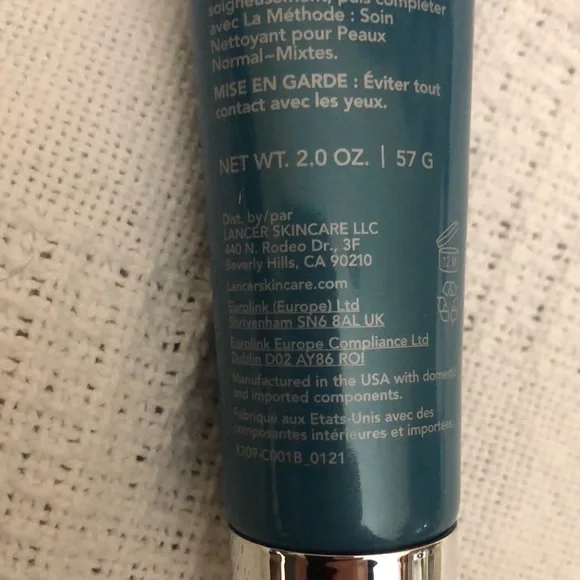 soigneusement, puis compléter
avec La Méthode : Soin
Nettoyant pour Peaux
Normal–Mixtes.
MISE EN GARDE : Éviter tout
contact avec les yeux.
NET WT. 2.0 OZ. | 57 G
Dist. by/par
LANCER SKINCARE LLC
440 N. Rodeo Dr., 3F
Beverly Hills, CA 90210
Lancerskincare.com
12 M
Eurolink (Europe) Ltd
Shrivenham SN6 8AL UK
Eurolink Europe Compliance Ltd
Dublin D02 AY86 ROI
Manufactured in the USA with domestic
and imported components.
Fabriqué aux Etats-Unis avec des
composantes intérieures et importées.
K209-C001B_0121